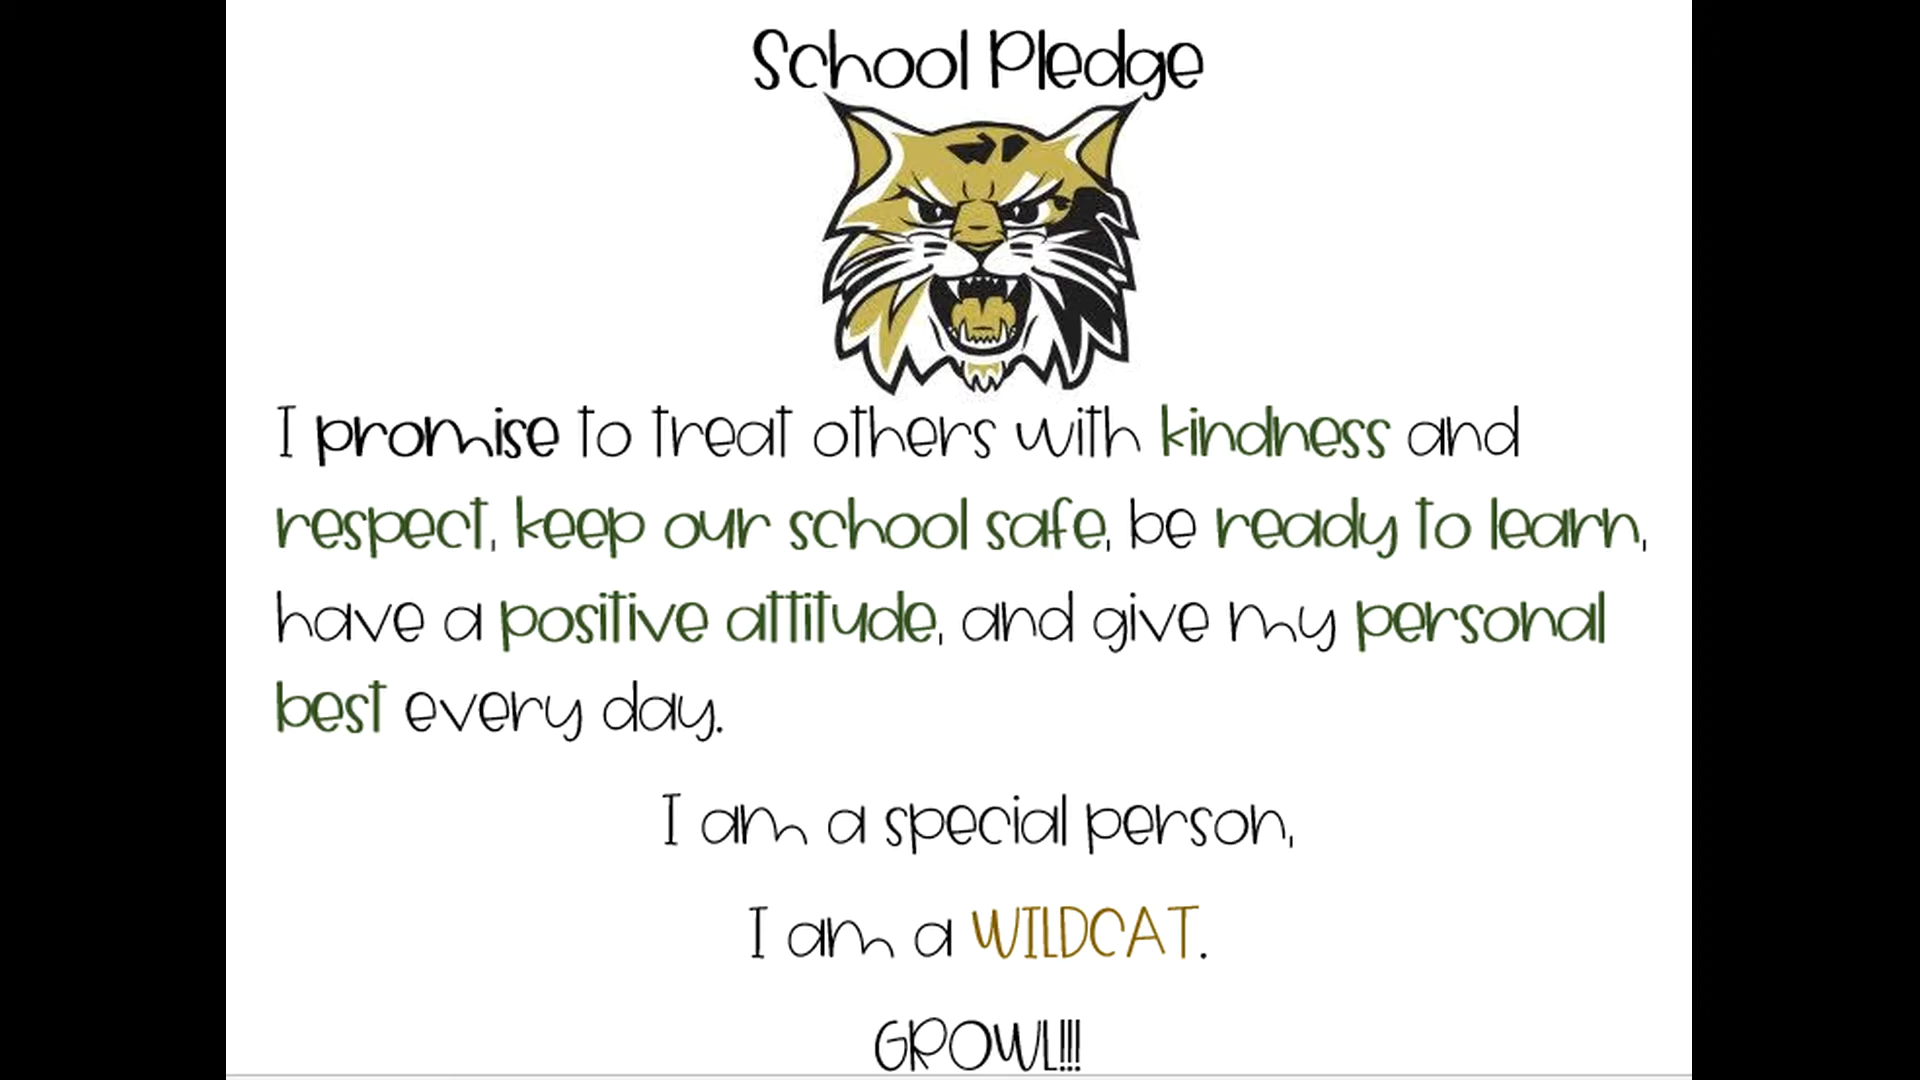 School Pledge
I promise to treat others with kindness and
respect, keep our school safe, be ready to learn,
have a positive attitude, and give my personal
best every day.
I am a special person,
I am a WILDCAT.
GROWL!!!